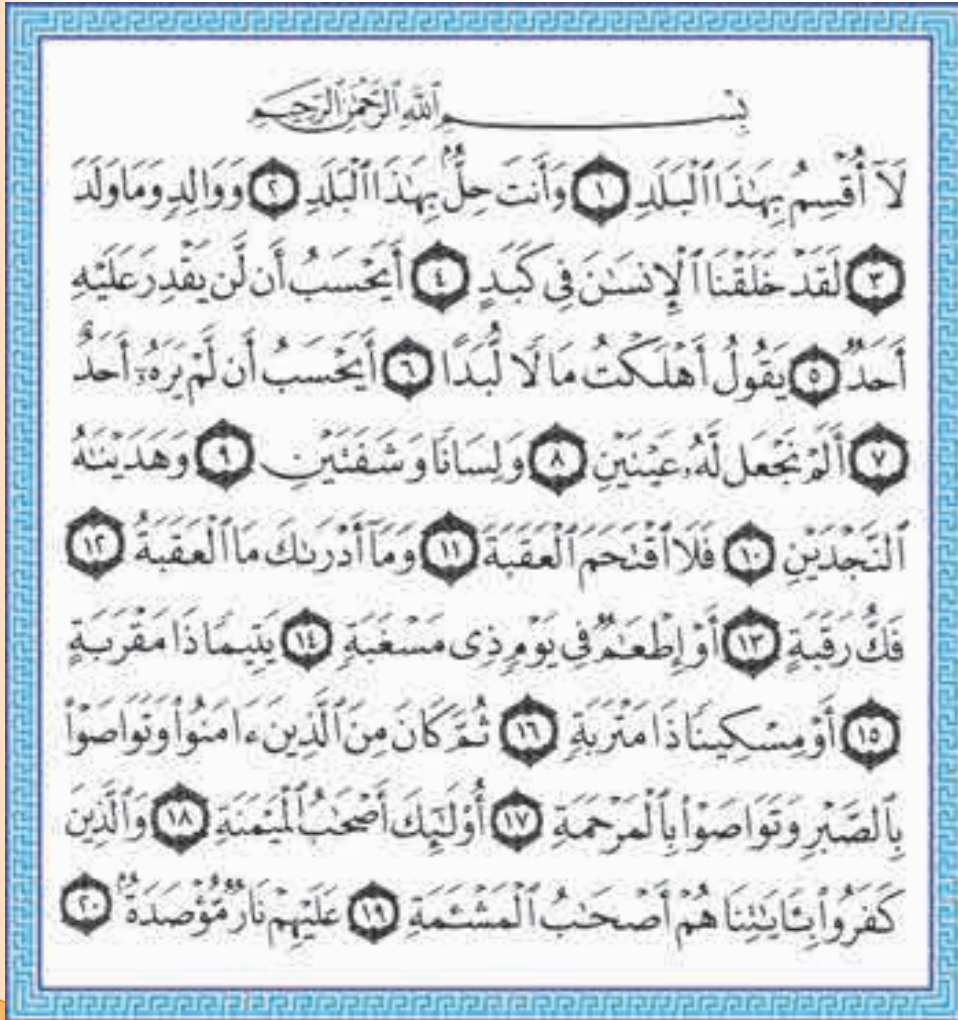 بِسْمِ ٱللَّهِ ٱلرَّحْمَٰنِ ٱلرَّحِيمِ
لَآ أُقْسِمُ بِهَٰذَا ٱلْبَلَدِ ١ وَأَنتَ حِلٌّۢ بِهَٰذَا ٱلْبَلَدِ ٢ وَوَالِدٍ وَمَا وَلَدَ
٣ لَقَدْ خَلَقْنَا ٱلْإِنسَٰنَ فِى كَبَدٍ ٤ أَيَحْسَبُ أَن لَّن يَقْدِرَ عَلَيْهِ
أَحَدٌ ٥ يَقُولُ أَهْلَكْتُ مَالًا لُّبَدًا ٦ أَيَحْسَبُ أَن لَّمْ يَرَهُۥٓ أَحَدٌ
٧ أَلَمْ نَجْعَل لَّهُۥ عَيْنَيْنِ ٨ وَلِسَانًا وَشَفَتَيْنِ ٩ وَهَدَيْنَٰهُ
ٱلنَّجْدَيْنِ ١٠ فَلَا ٱقْتَحَمَ ٱلْعَقَبَةَ ١١ وَمَآ أَدْرَىٰكَ مَا ٱلْعَقَبَةُ ١٢
فَكُّ رَقَبَةٍ ١٣ أَوْ إِطْعَٰمٌ فِى يَوْمٍ ذِى مَسْغَبَةٍ ١٤ يَتِيمًا ذَا مَقْرَبَةٍ
١٥ أَوْ مِسْكِينًا ذَا مَتْرَبَةٍ ١٦ ثُمَّ كَانَ مِنَ ٱلَّذِينَ ءَامَنُوا۟ وَتَوَاصَوْا۟
بِٱلصَّبْرِ وَتَوَاصَوْا۟ بِٱلْمَرْحَمَةِ ١٧ أُو۟لَٰٓئِكَ أَصْحَٰبُ ٱلْمَيْمَنَةِ ١٨ وَٱلَّذِينَ
كَفَرُوا۟ بِـَٔايَٰتِنَا هُمْ أَصْحَٰبُ ٱلْمَشْـَٔمَةِ ١٩ عَلَيْهِمْ نَارٌ مُّؤْصَدَةٌۢ ٢٠